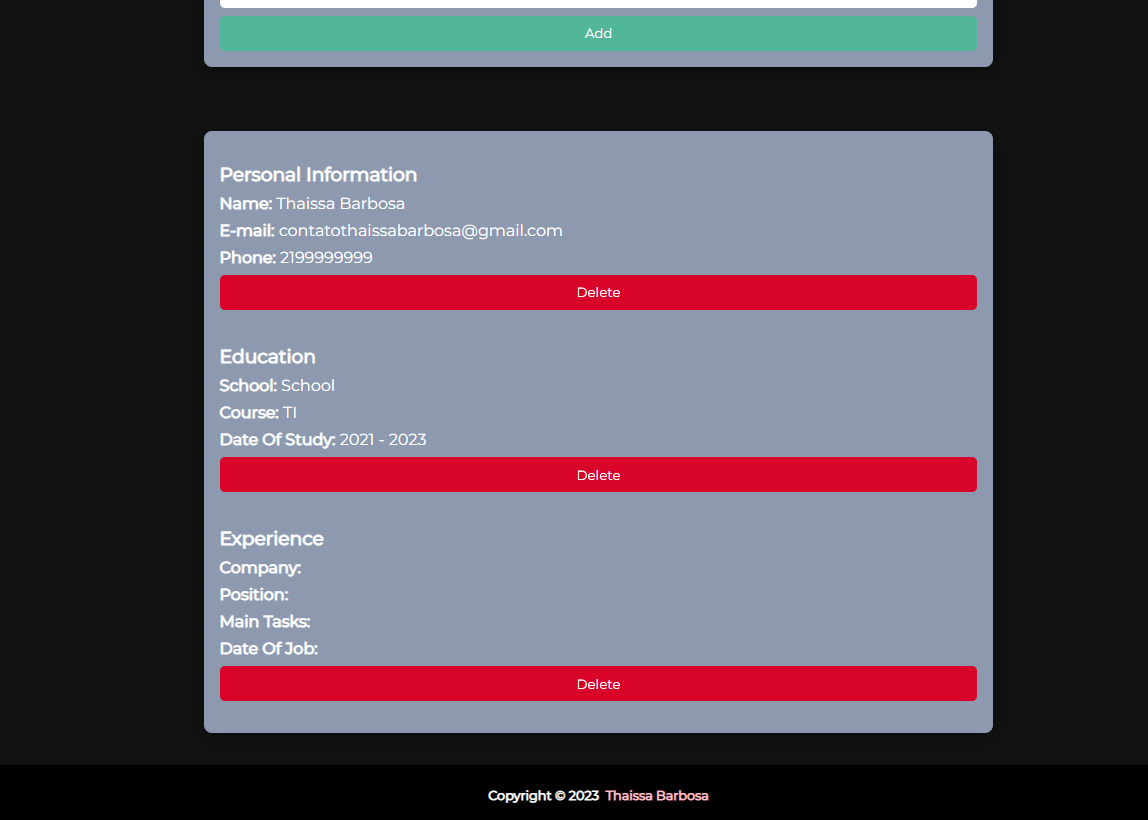 Add
Personal Information
Name: Thaissa Barbosa
E-mail: contatothaissabarbosa@gmail.com
Phone: 2199999999
Delete
Education
School: School
Course: TI
Date Of Study: 2021 - 2023
Delete
Experience
Company:
Position:
Main Tasks:
Date Of Job:
Delete
Copyright © 2023 Thaissa Barbosa